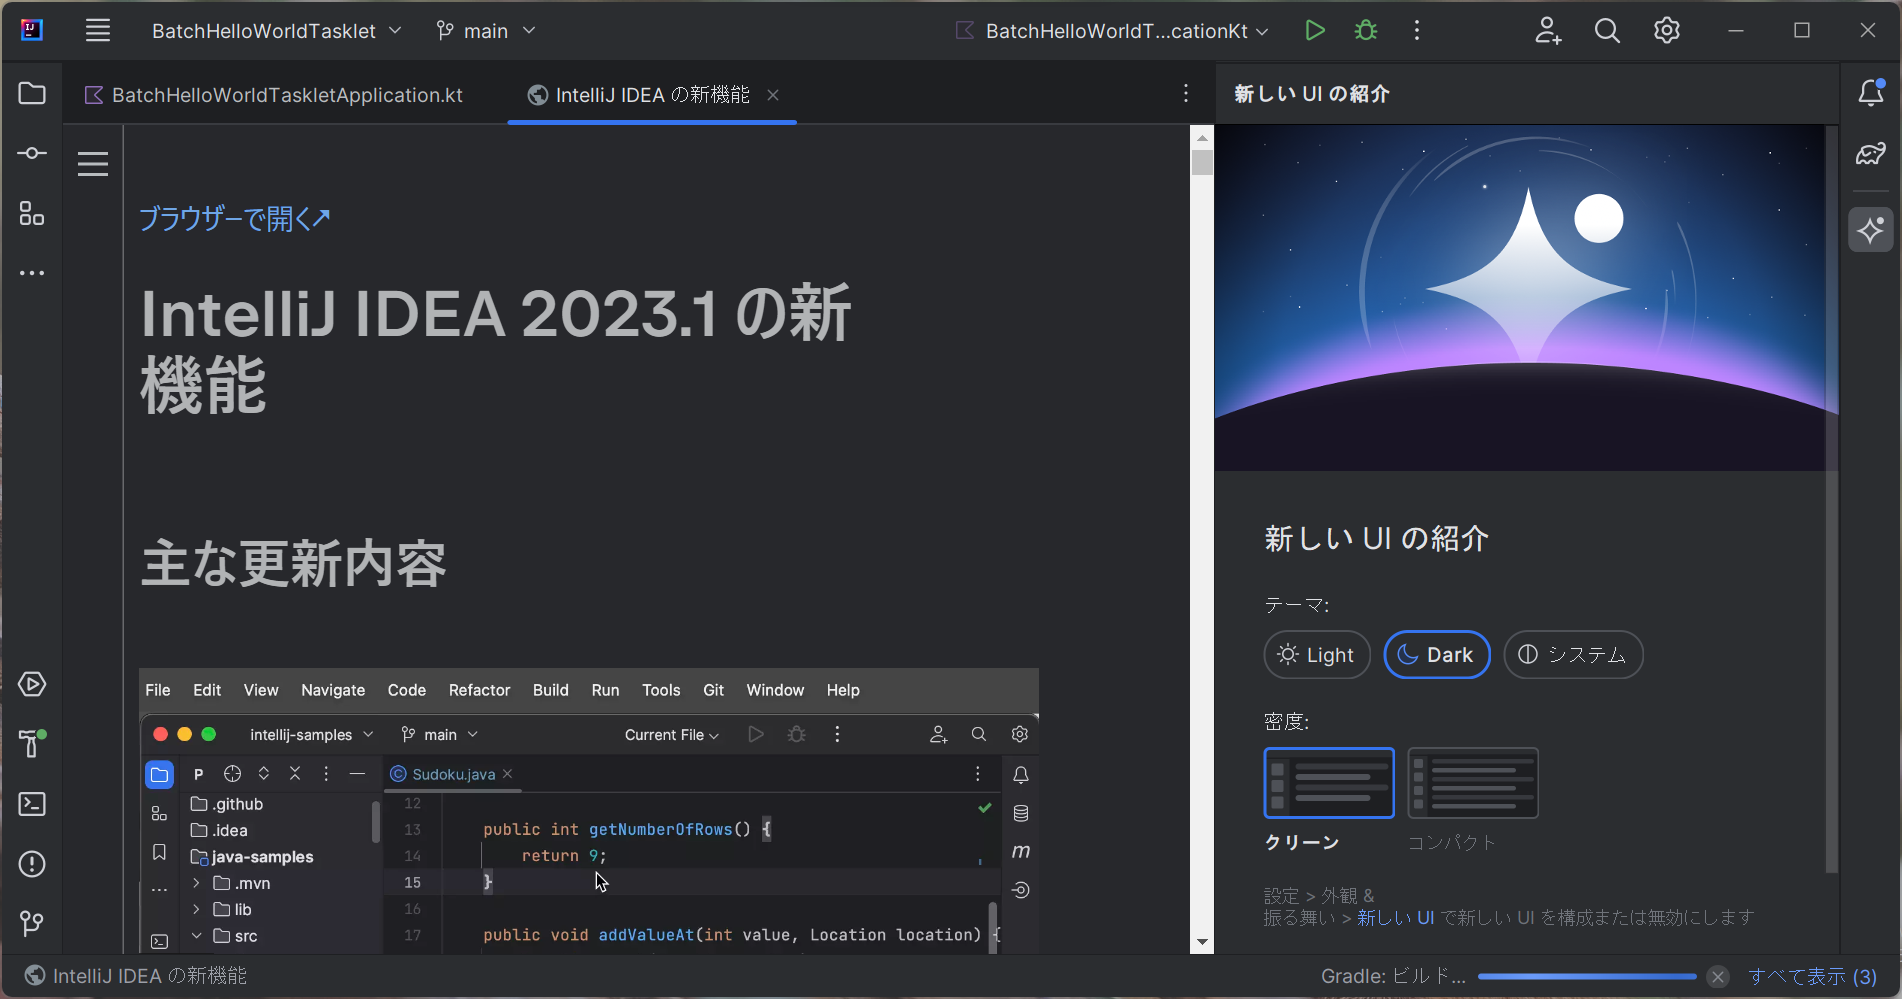 BatchHelloWorldTasklet
main
BatchHelloWorldT...cationKt
BatchHelloWorldTaskletApplication.kt
IntelliJ IDEA の新機能
新しい UI の紹介
ブラウザーで開く↗
IntelliJ IDEA 2023.1 の新
機能
主な更新内容
File Edit View Navigate Code Refactor Build Run Tools Git Window Help
intellij-samples
main
Current File
P
Sudoku.java
.github
.idea
java-samples
.mvn
lib
src
12
13 public int getNumberOfRows() {
14 return 9;
15 }
16
17 public void addValueAt(int value, Location location) {
m
新しい UI の紹介
テーマ:
Light
Dark
システム
密度:
クリーン
コンパクト
設定 > 外観 &
振る舞い > 新しい UI で新しい UI を構成または無効にします
IntelliJ IDEA の新機能
Gradle: ビルド...
すべて表示 (3)